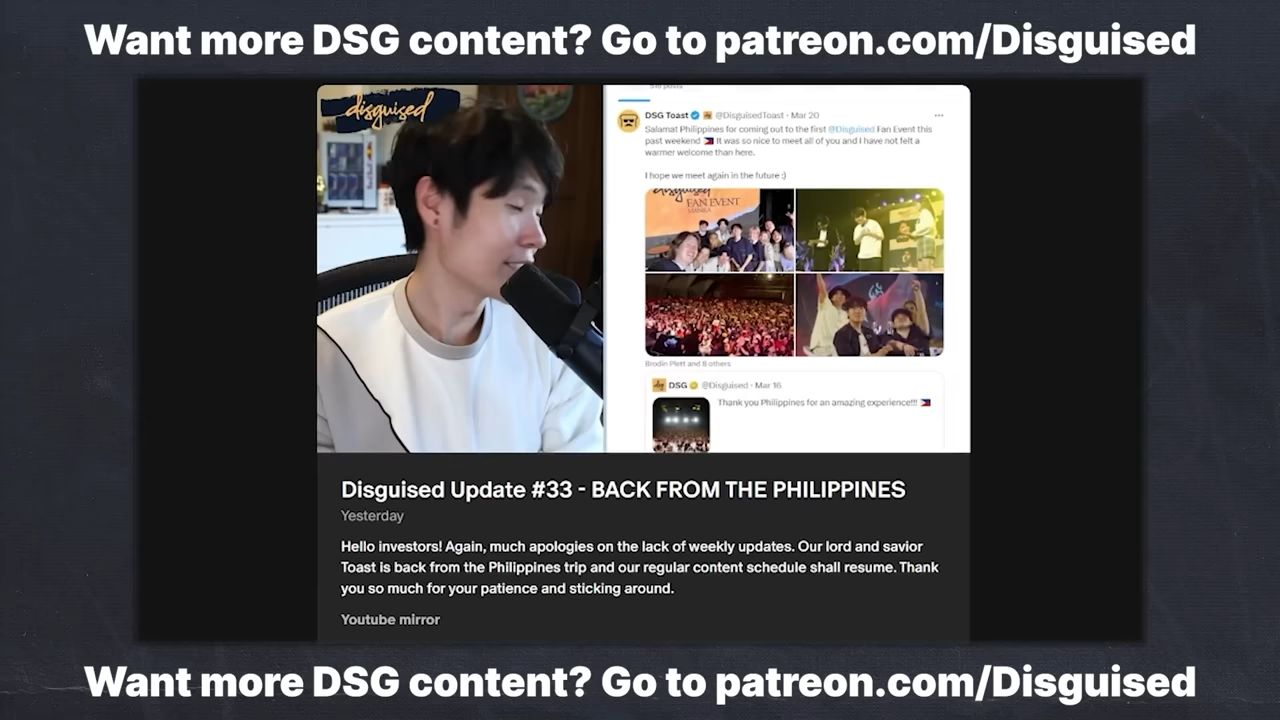 Want more DSG content? Go to patreon.com/Disguised
disguised
DSG Toast @DisguisedToast · Mar 20
Salamat Philippines for coming out to the first @Disguised Fan Event this
past weekend 🇵🇭 It was so nice to meet all of you and I have not felt a
warmer welcome than here.
I hope we meet again in the future :)
disguised
FAN EVENT
MANILA
Brodin Plett and 8 others
DSG @Disguised · Mar 16
Thank you Philippines for an amazing experience!!! 🇵🇭
Disguised Update #33 - BACK FROM THE PHILIPPINES
Yesterday
Hello investors! Again, much apologies on the lack of weekly updates. Our lord and savior
Toast is back from the Philippines trip and our regular content schedule shall resume. Thank
you so much for your patience and sticking around.
Youtube mirror
Want more DSG content? Go to patreon.com/Disguised